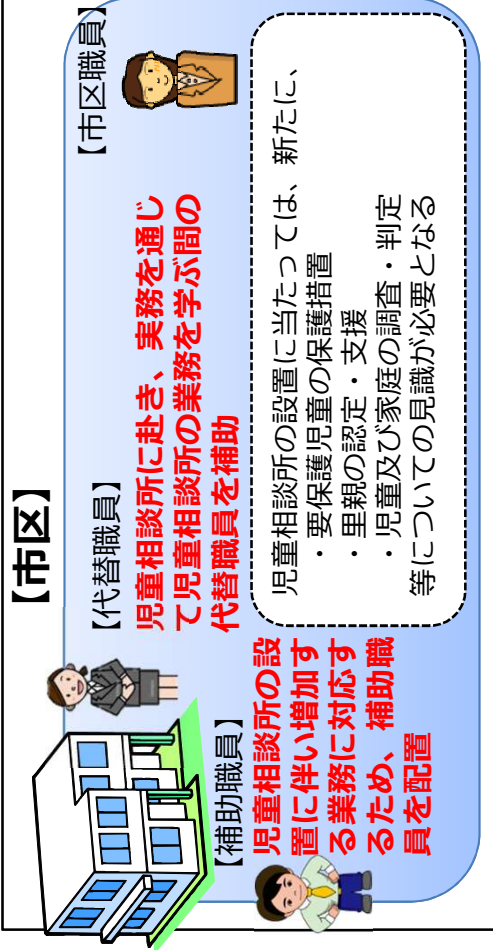 【市区】
【市区職員】
【代替職員】
児童相談所に赴き、実務を通じ
て児童相談所の業務を学ぶ間の
代替職員を補助
【補助職員】
児童相談所の設
置に伴い増加す
る業務に対応す
るため、補助職
員を配置
児童相談所の設置に当たっては、新たに、
・要保護児童の保護措置
・里親の認定・支援
・児童及び家庭の調査・判定
等についての見識が必要となる